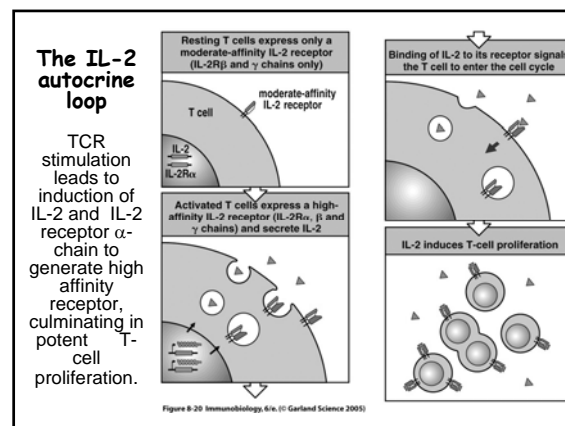 The IL-2
autocrine
loop
TCR
stimulation
leads to
induction of
IL-2 and IL-2
receptor α-
chain to
generate high
affinity
receptor,
culminating in
potent T-
cell
proliferation.
Resting T cells express only a
moderate-affinity IL-2 receptor
(IL-2Rβ and γ chains only)
moderate-affinity
IL-2 receptor
T cell
IL-2
IL-2Rα
Activated T cells express a high-
affinity IL-2 receptor (IL-2Rα, β and
γ chains) and secrete IL-2
Binding of IL-2 to its receptor signals
the T cell to enter the cell cycle
IL-2 induces T-cell proliferation
Figure 8-20 Immunobiology, 6/e. (© Garland Science 2005)